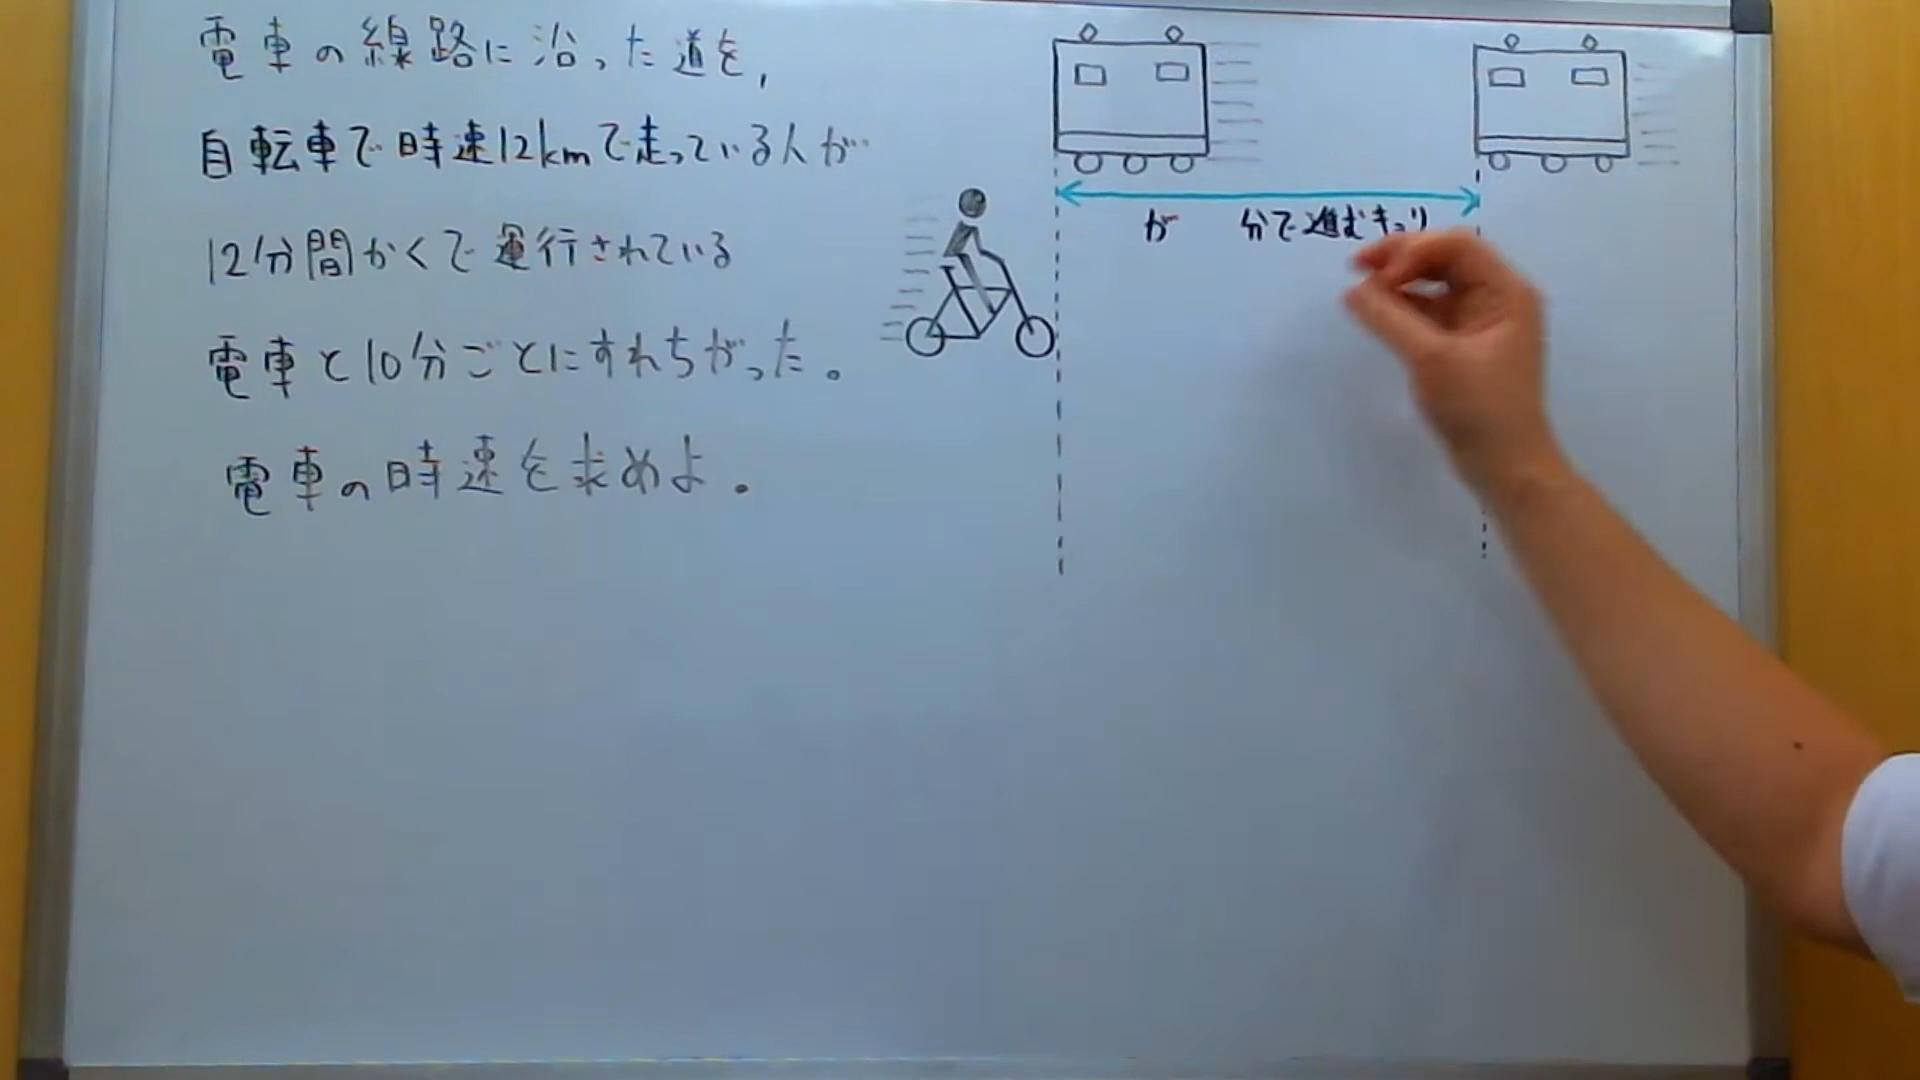 電車の線路に沿った道を,
自転車で時速12kmで走っている人が
12分間かくで運行されている
電車と10分ごとにすれちがった。
電車の時速を求めよ。
が 分で進むキョリ